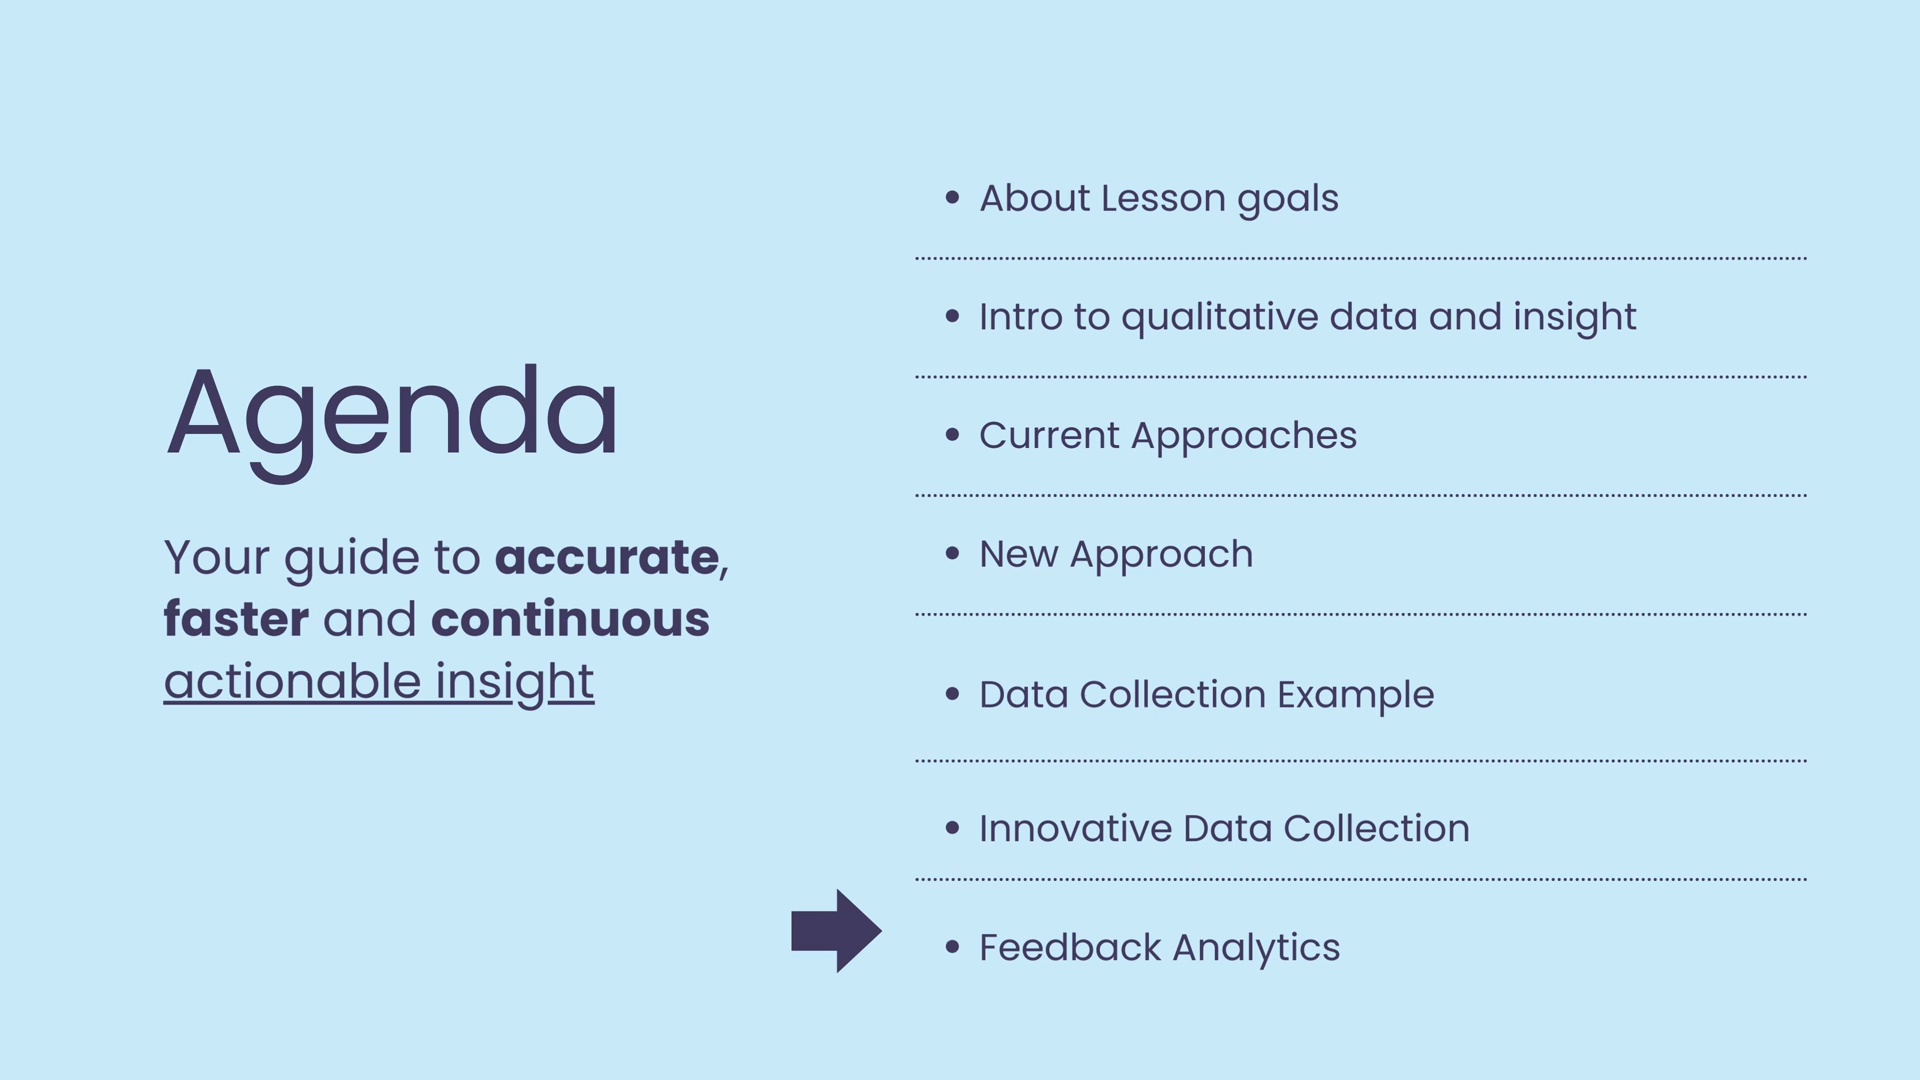 Agenda
Your guide to accurate,
faster and continuous
actionable insight
• About Lesson goals
• Intro to qualitative data and insight
• Current Approaches
• New Approach
• Data Collection Example
• Innovative Data Collection
• Feedback Analytics